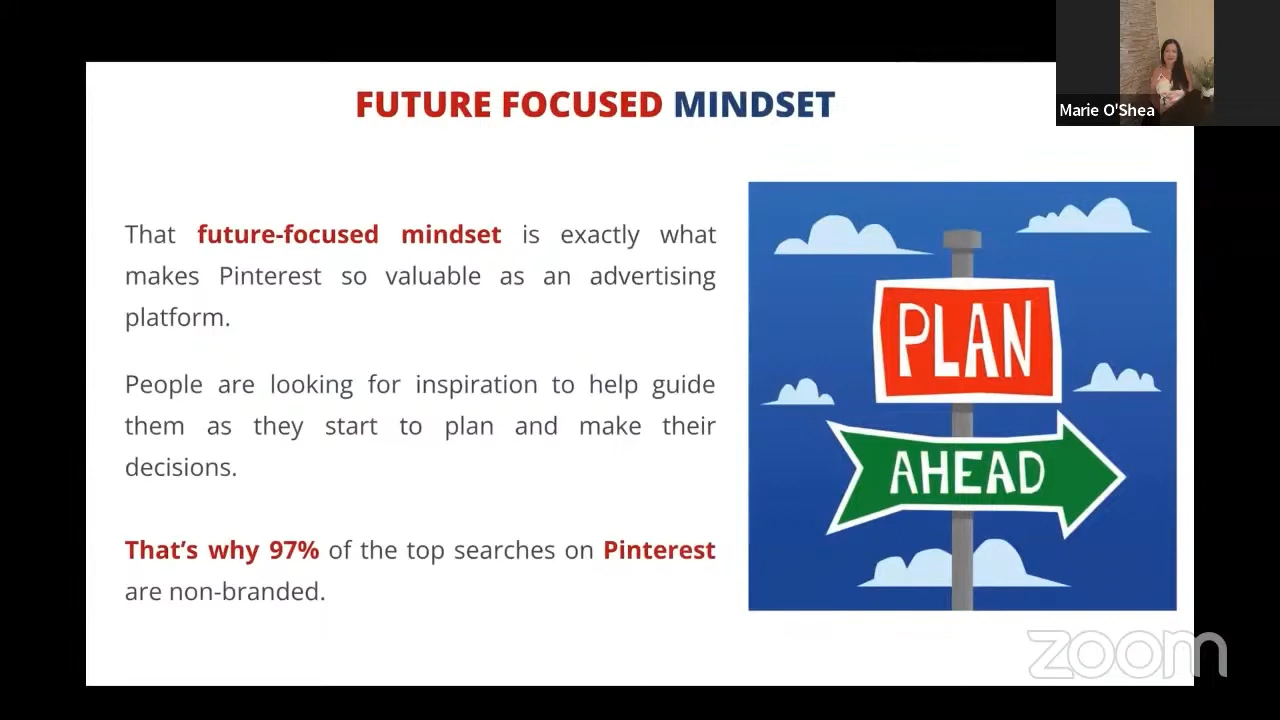 FUTURE FOCUSED MINDSET
Marie O'Shea
That future-focused mindset is exactly what
makes Pinterest so valuable as an advertising
platform.
People are looking for inspiration to help guide
them as they start to plan and make their
decisions.
That's why 97% of the top searches on Pinterest
are non-branded.
PLAN
AHEAD
zoom